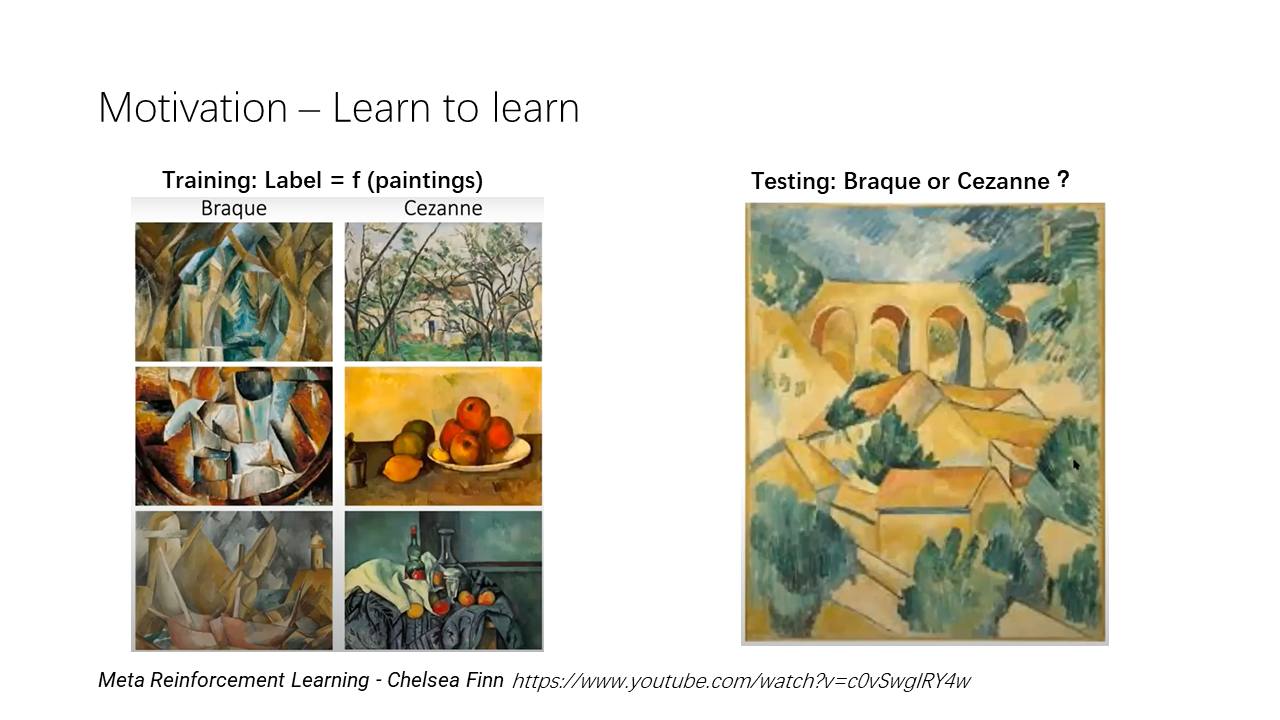 Motivation – Learn to learn
Training: Label = f (paintings)
Testing: Braque or Cezanne ?
Braque
Cezanne
Meta Reinforcement Learning - Chelsea Finn https://www.youtube.com/watch?v=c0vSwglRY4w